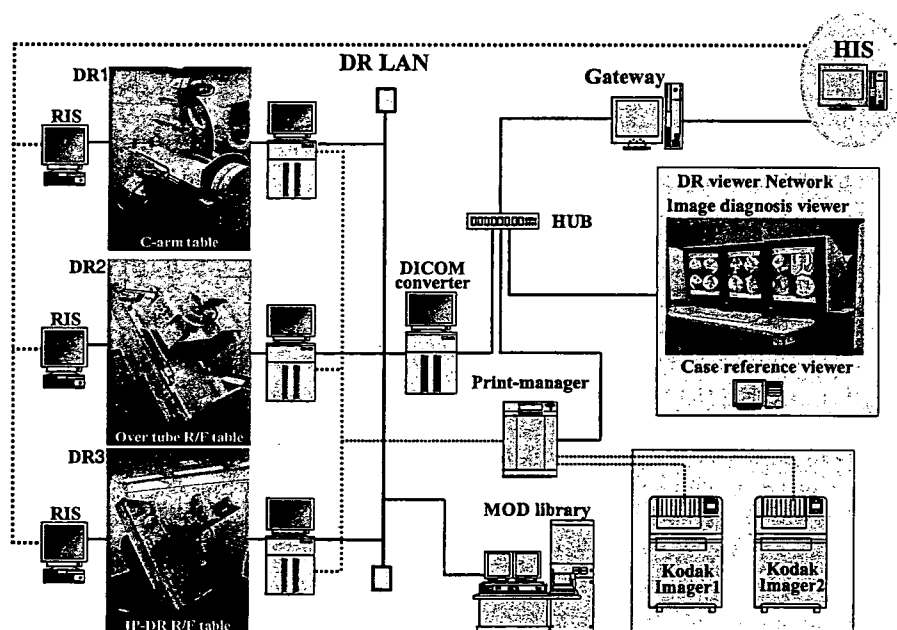 HIS
DR LAN
DR1
Gateway
RIS
DR viewer Network
Image diagnosis viewer
HUB
C-arm table
DR2
DICOM
converter
RIS
Case reference viewer
Print-manager
Over tube R/F table
DR3
RIS
MOD library
Kodak
Imager1
Kodak
Imager2
IP-DR R/F table